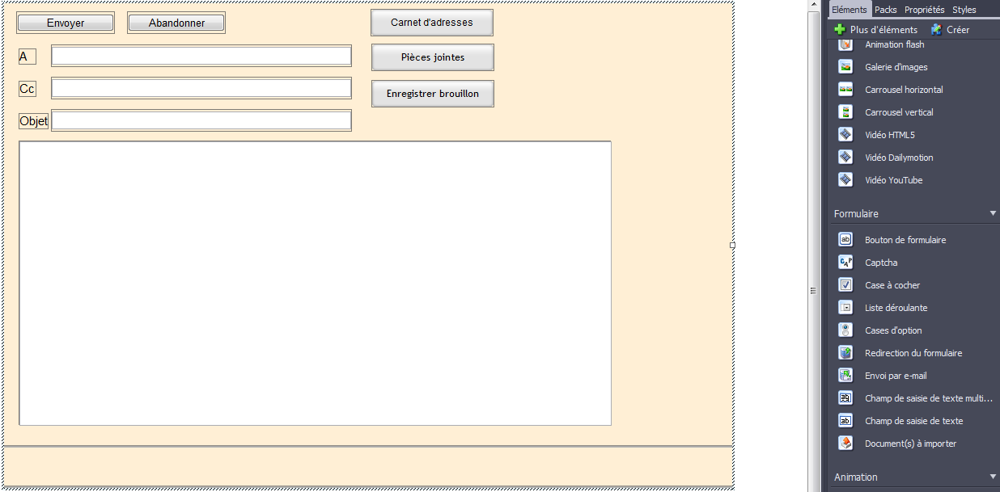 Envoyer
Abandonner
Carnet d'adresses
A
Pièces jointes
Cc
Enregistrer brouillon
Objet
Eléments Packs Propriétés Styles
Plus d'éléments Créer
Animation flash
Galerie d'images
Carrousel horizontal
Carrousel vertical
Vidéo HTML5
Vidéo Dailymotion
Vidéo YouTube
Formulaire
Bouton de formulaire
Captcha
Case à cocher
Liste déroulante
Cases d'option
Redirection du formulaire
Envoi par e-mail
Champ de saisie de texte multi...
Champ de saisie de texte
Document(s) à importer
Animation